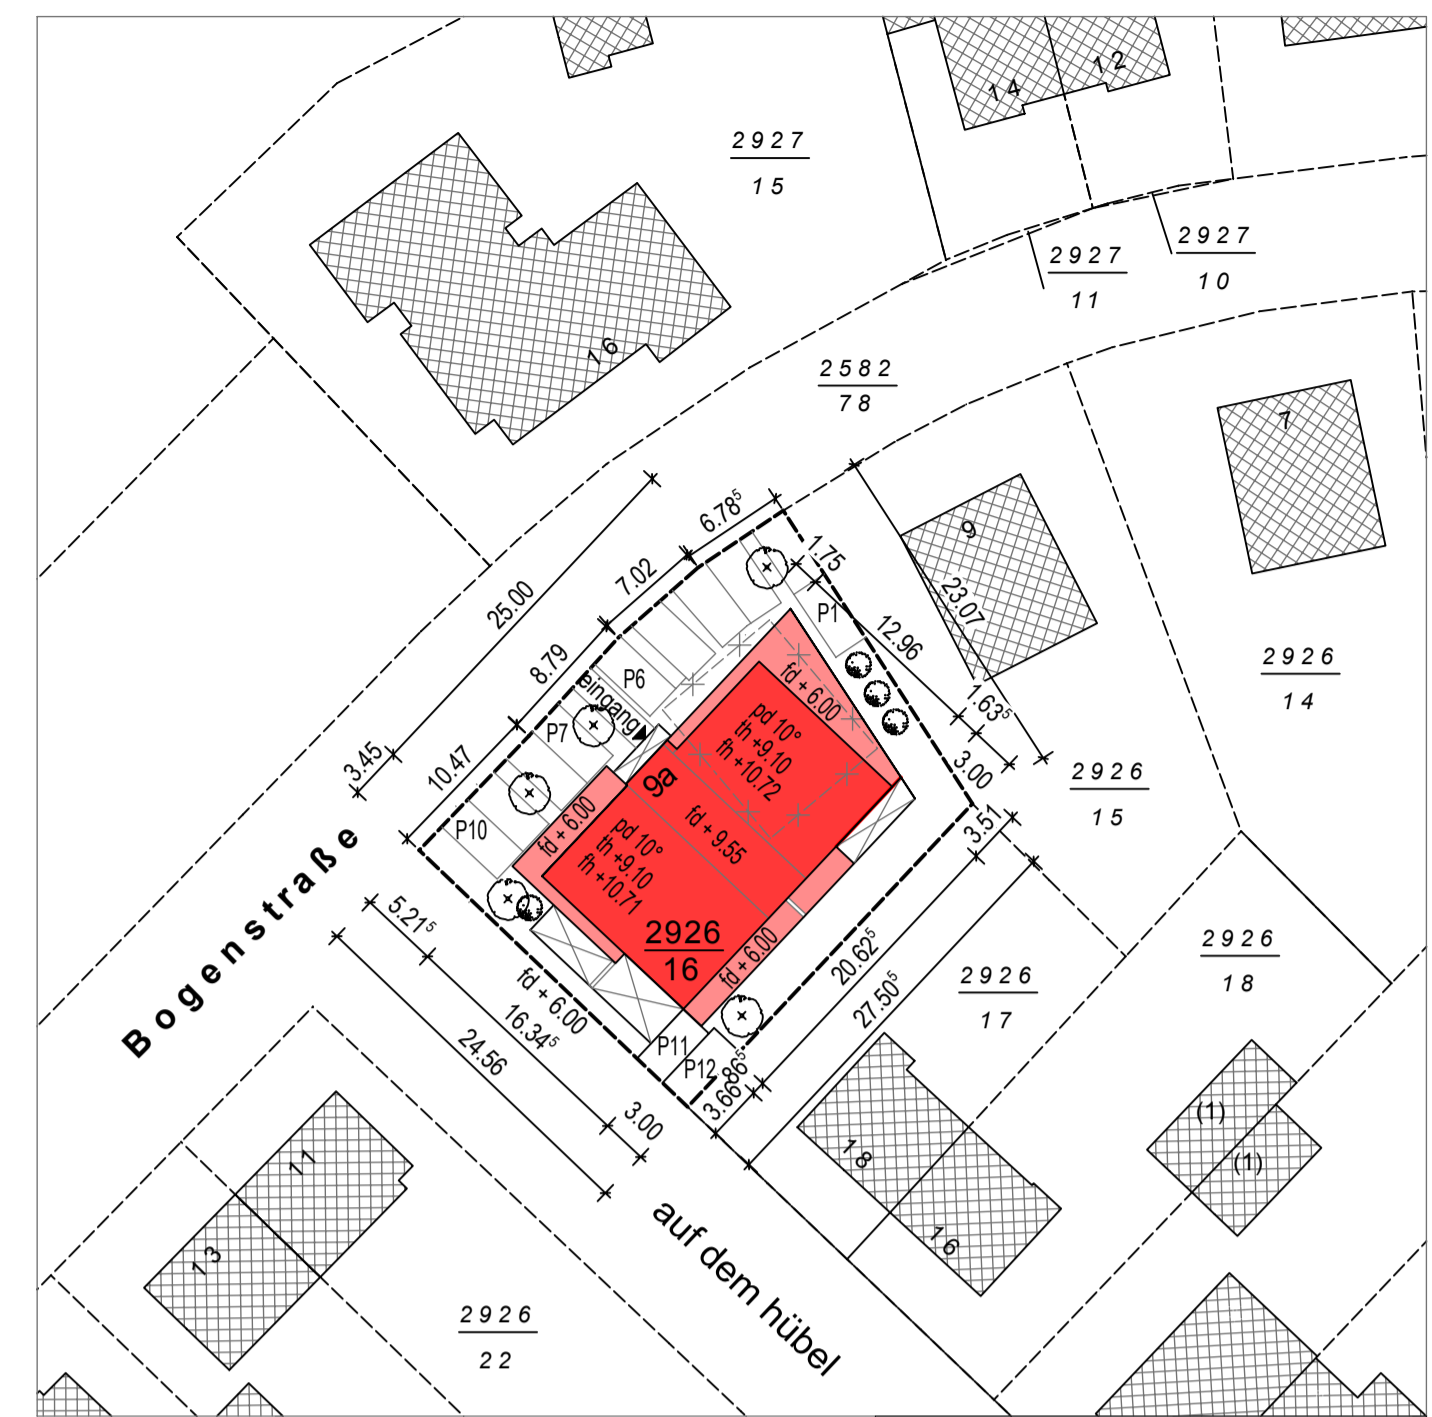 14
12
2927
15
2927
10
2927
11
16
2582
78
7
9
6.78⁵
1.75
7.02
25.00
23.07
P1
12.96
8.79
P6
eingang
fd + 6.00
2926
14
1.63⁵
P7
pd 10°
th +9.10
fh +10.72
3.45
10.47
9a
3.00
2926
15
fd + 6.00
fd + 9.55
P10
pd 10°
th +9.10
fh +10.71
3.51
Bogenstraße
5.21⁵
2926
16
fd + 6.00
20.62⁵
2926
18
fd + 6.00
16.34⁵
27.50⁵
2926
17
24.56
P11
P12
3.66
3.00
(1)
(1)
11
13
18
16
auf dem hübel
2926
22